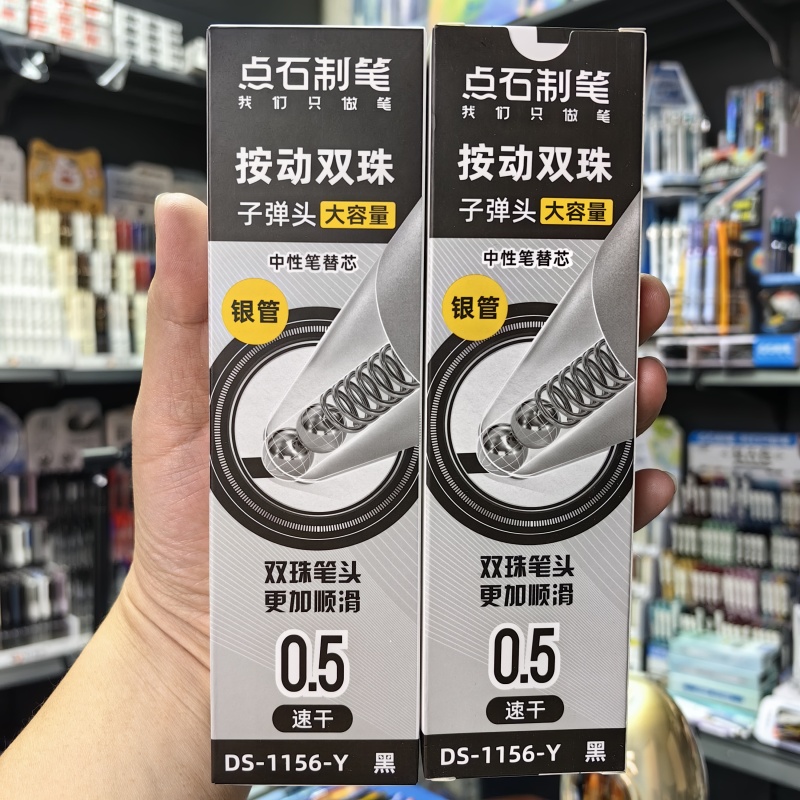 点石制笔
我们只做笔
按动双珠
子弹头 大容量
中性笔替芯
银管
双珠笔头
更加顺滑
0.5
速干
DS-1156-Y 黑
点石制笔
我们只做笔
按动双珠
子弹头 大容量
中性笔替芯
银管
双珠笔头
更加顺滑
0.5
速干
DS-1156-Y 黑